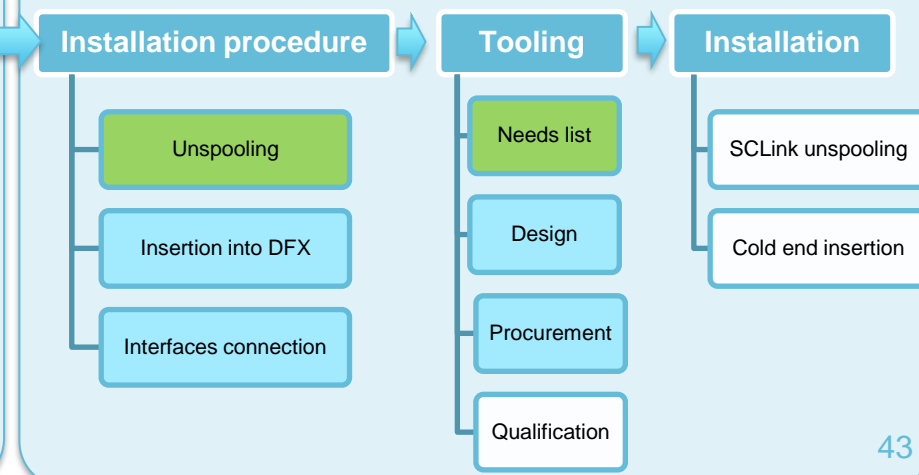 Installation procedure
Unspooling
Insertion into DFX
Interfaces connection
Tooling
Needs list
Design
Procurement
Qualification
Installation
SCLink unspooling
Cold end insertion
43